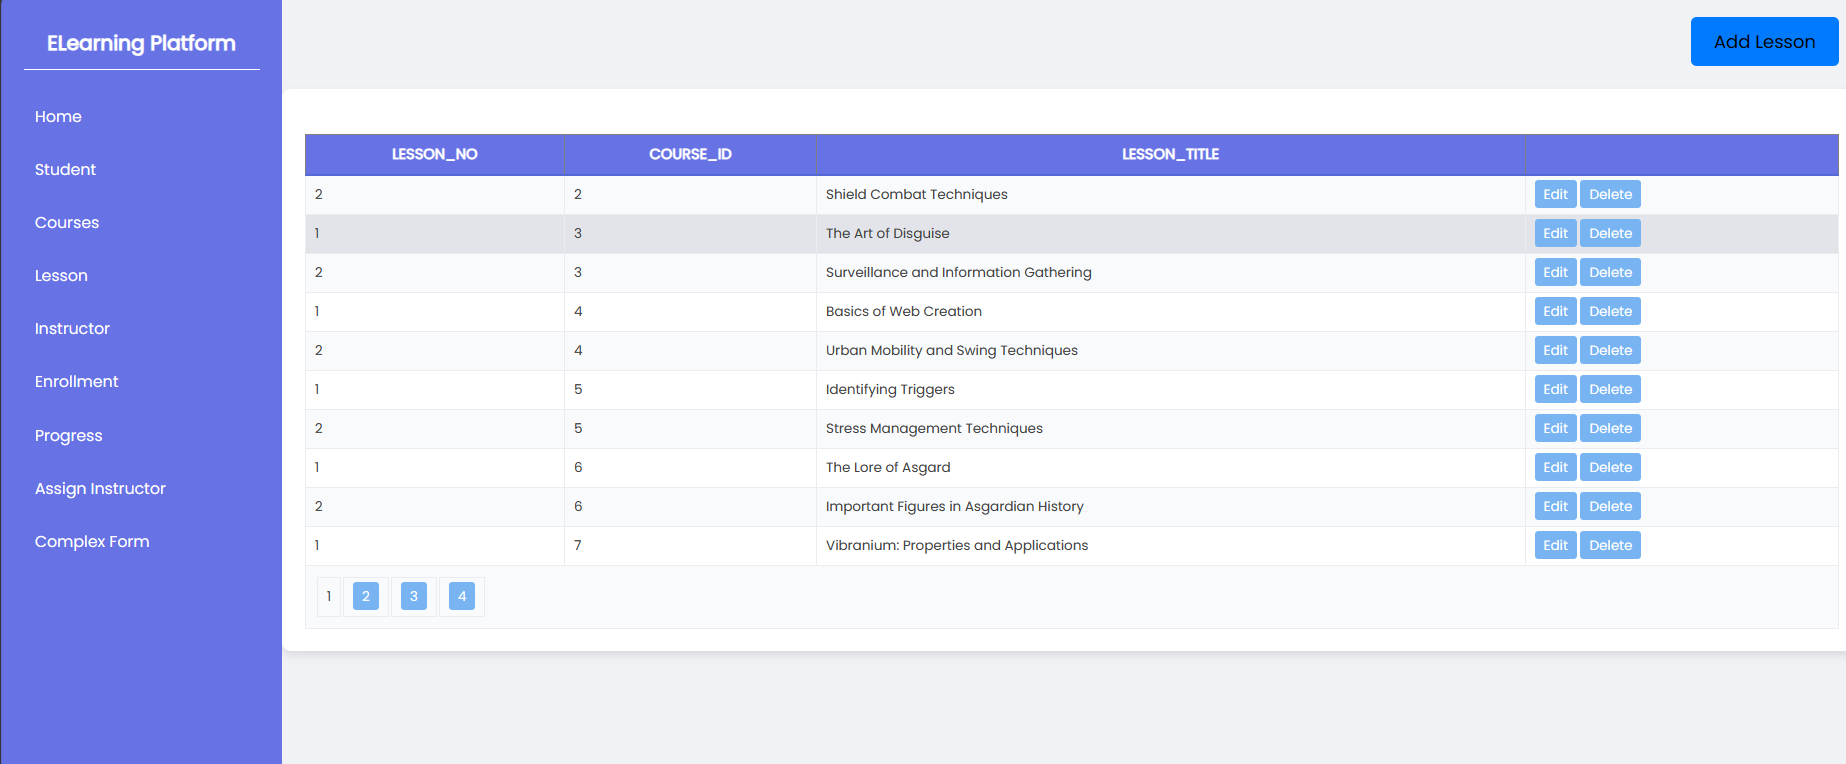 ELearning Platform
Home
Student
Courses
Lesson
Instructor
Enrollment
Progress
Assign Instructor
Complex Form
Add Lesson
LESSON_NO COURSE_ID LESSON_TITLE
2 2 Shield Combat Techniques Edit Delete
1 3 The Art of Disguise Edit Delete
2 3 Surveillance and Information Gathering Edit Delete
1 4 Basics of Web Creation Edit Delete
2 4 Urban Mobility and Swing Techniques Edit Delete
1 5 Identifying Triggers Edit Delete
2 5 Stress Management Techniques Edit Delete
1 6 The Lore of Asgard Edit Delete
2 6 Important Figures in Asgardian History Edit Delete
1 7 Vibranium: Properties and Applications Edit Delete
1 2 3 4